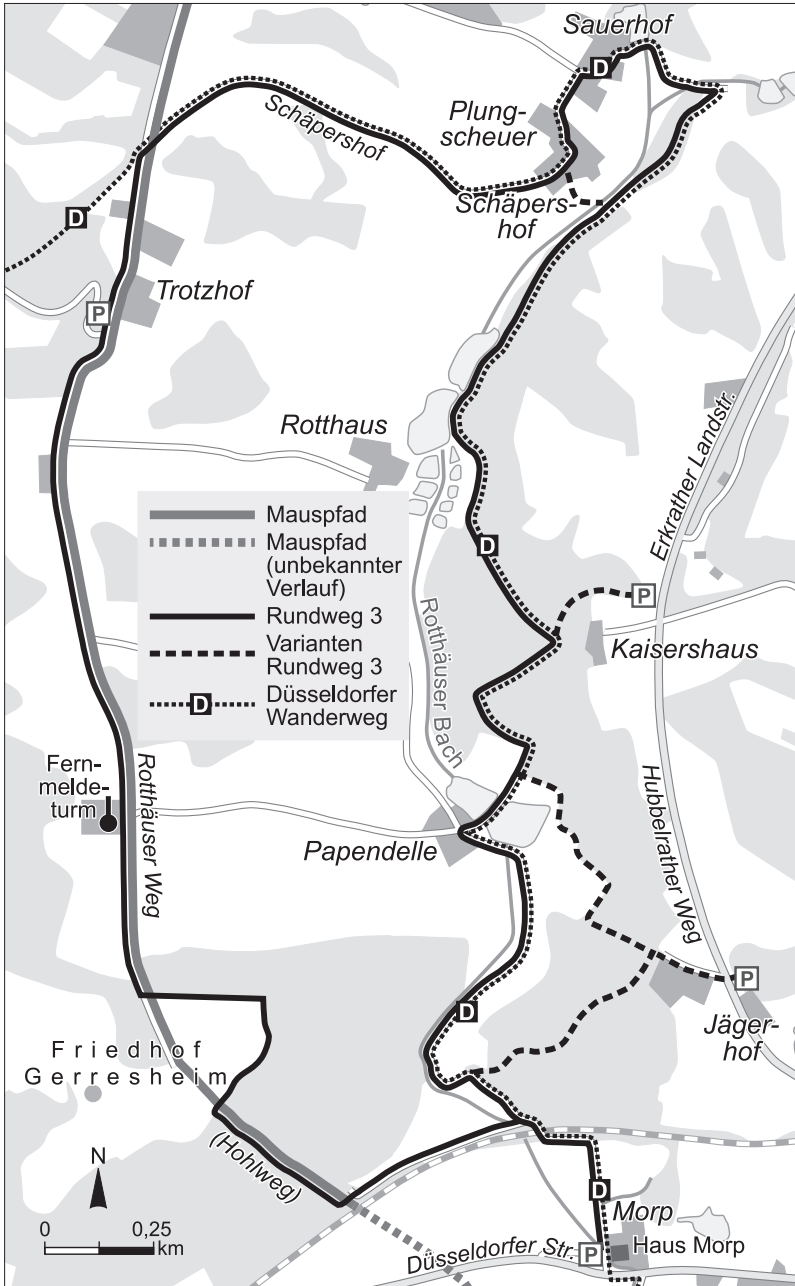 Sauerhof
D
Plung-
scheuer
Schäpershof
Schäpers-
hof
D
Trotzhof
P
Rotthaus
Erkrather Landstr.
Mauspfad
Mauspfad
(unbekannter
Verlauf)
Rundweg 3
Varianten
Rundweg 3
D
Düsseldorfer
Wanderweg
D
P
Kaisershaus
Rotthäuser Bach
Fern-
melde-
turm
Rotthäuser Weg
Papendelle
Hubbelrather Weg
P
Jäger-
hof
D
Friedhof
Gerresheim
(Hohlweg)
N
0 0,25
km
D
Morp
Haus Morp
P
Düsseldorfer Str.